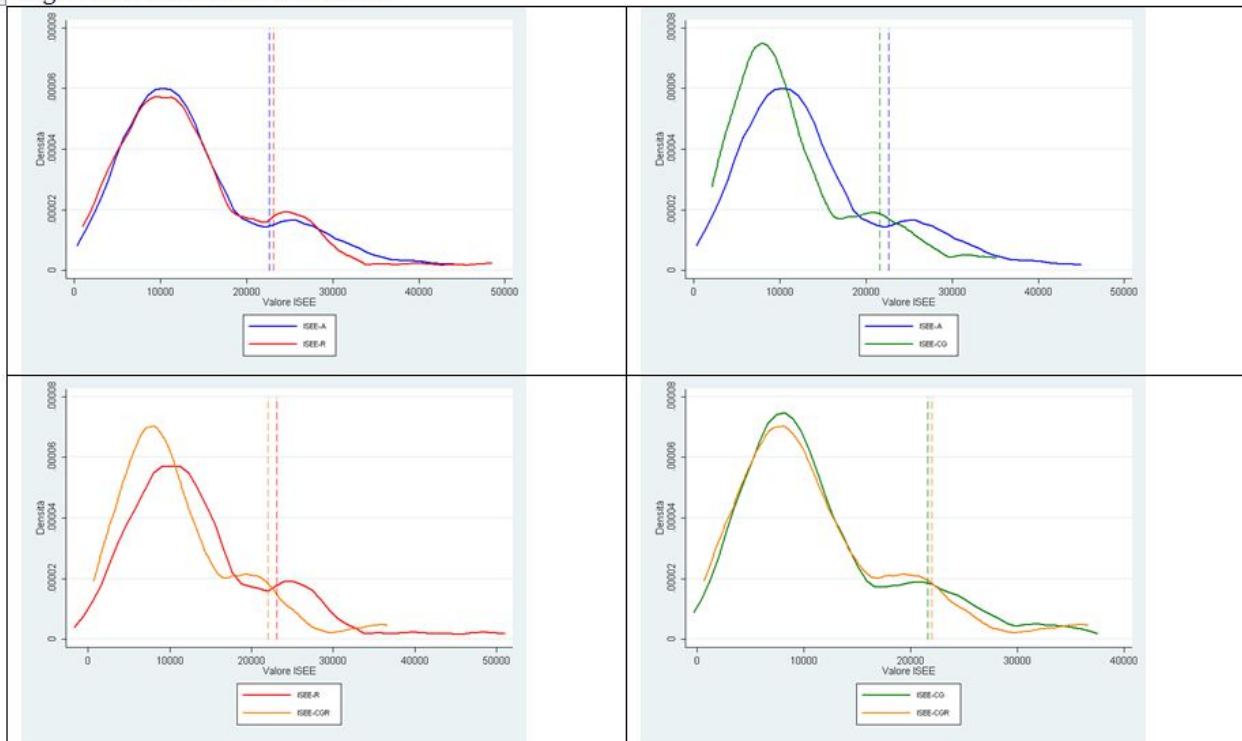 .00008
.00006
Densità
.00004
.00002
0
0 10000 20000 30000 40000 50000
Valore ISEE
ISEE-A
ISEE-R
.00008
.00006
Densità
.00004
.00002
0
0 10000 20000 30000 40000 50000
Valore ISEE
ISEE-A
ISEE-CG
.00008
.00006
Densità
.00004
.00002
0
0 10000 20000 30000 40000 50000
Valore ISEE
ISEE-R
ISEE-CGR
.00008
.00006
Densità
.00004
.00002
0
0 10000 20000 30000 40000
Valore ISEE
ISEE-CG
ISEE-CGR